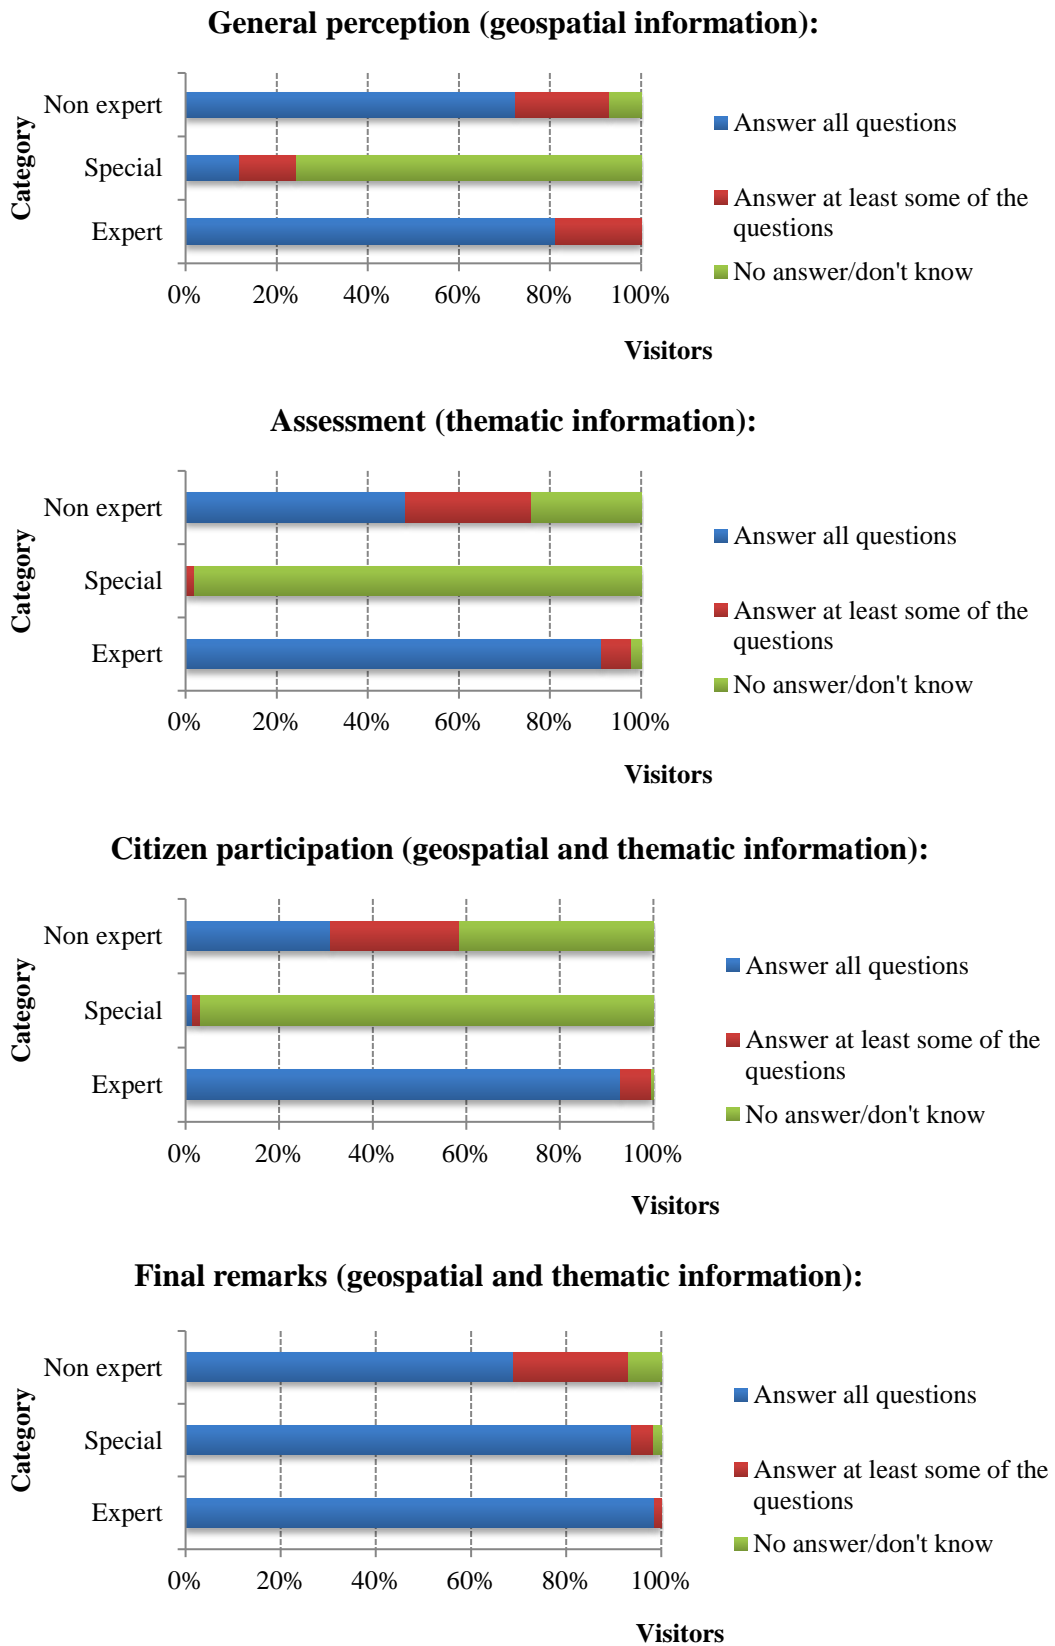 General perception (geospatial information):
Category
Non expert
Special
Expert
0% 20% 40% 60% 80% 100%
Visitors
Answer all questions
Answer at least some of the
questions
No answer/don't know
Assessment (thematic information):
Category
Non expert
Special
Expert
0% 20% 40% 60% 80% 100%
Visitors
Answer all questions
Answer at least some of the
questions
No answer/don't know
Citizen participation (geospatial and thematic information):
Category
Non expert
Special
Expert
0% 20% 40% 60% 80% 100%
Visitors
Answer all questions
Answer at least some of the
questions
No answer/don't know
Final remarks (geospatial and thematic information):
Category
Non expert
Special
Expert
0% 20% 40% 60% 80% 100%
Visitors
Answer all questions
Answer at least some of the
questions
No answer/don't know